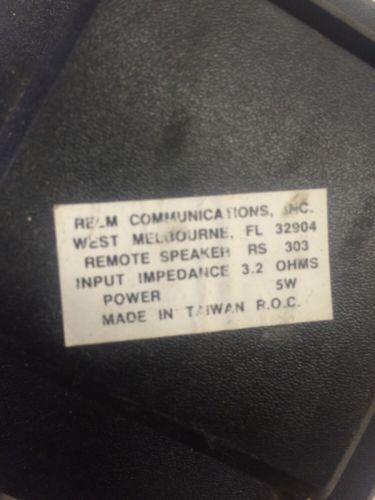 RELM COMMUNICATIONS, INC.
WEST MELBOURNE, FL 32904
REMOTE SPEAKER RS 303
INPUT IMPEDANCE 3.2 OHMS
POWER 5W
MADE IN TAIWAN R.O.C.